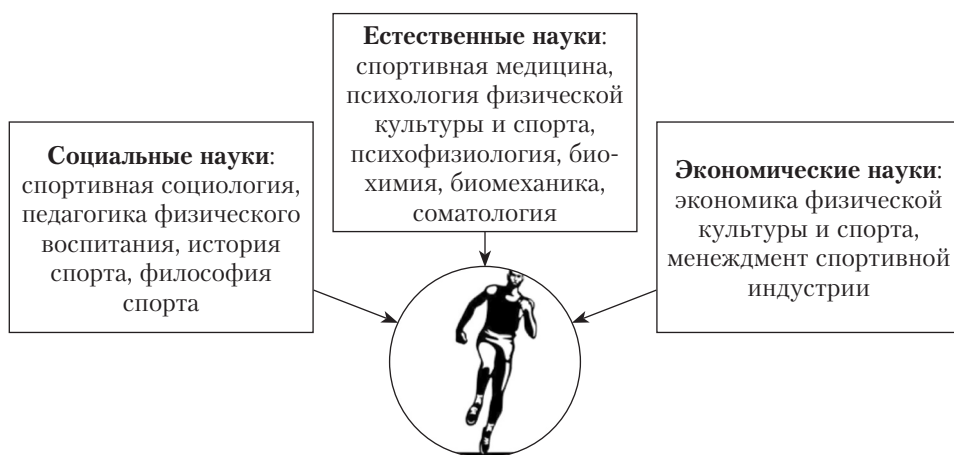 Естественные науки:
спортивная медицина,
психология физической
культуры и спорта,
психофизиология, био-
химия, биомеханика,
соматология
Социальные науки:
спортивная социология,
педагогика физического
воспитания, история
спорта, философия
спорта
Экономические науки:
экономика физической
культуры и спорта,
менеждмент спортивной
индустрии